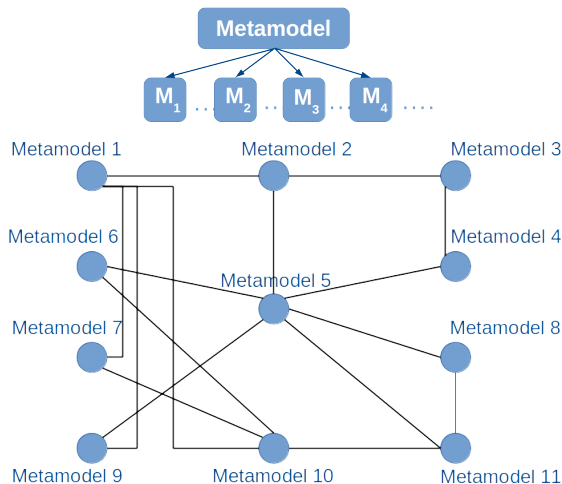 Metamodel
M1 ... M2 ... M3 ... M4 ....
Metamodel 1 Metamodel 2 Metamodel 3
Metamodel 6 Metamodel 4
Metamodel 5
Metamodel 7 Metamodel 8
Metamodel 9 Metamodel 10 Metamodel 11